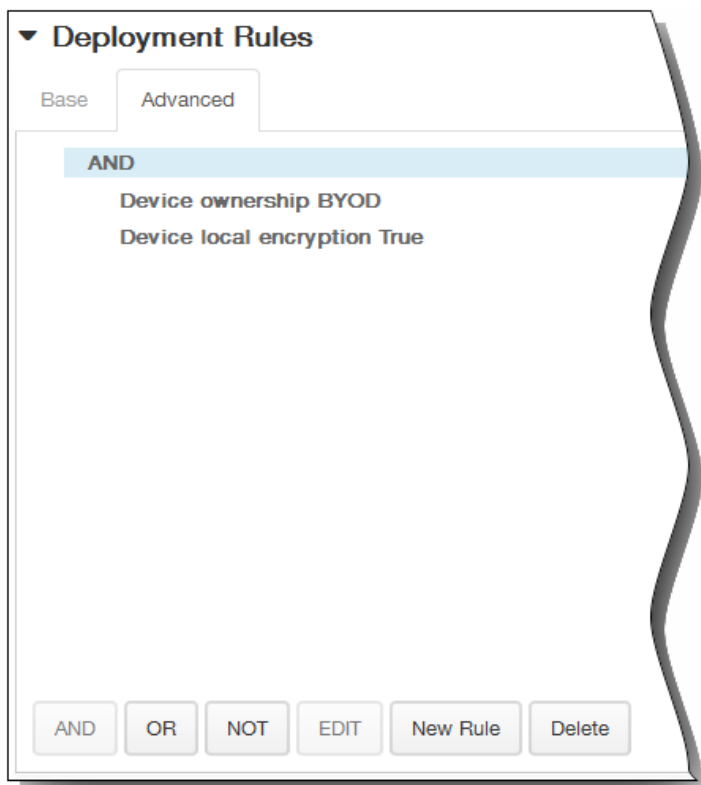 Deployment Rules
Base Advanced
AND
Device ownership BYOD
Device local encryption True
AND OR NOT EDIT New Rule Delete